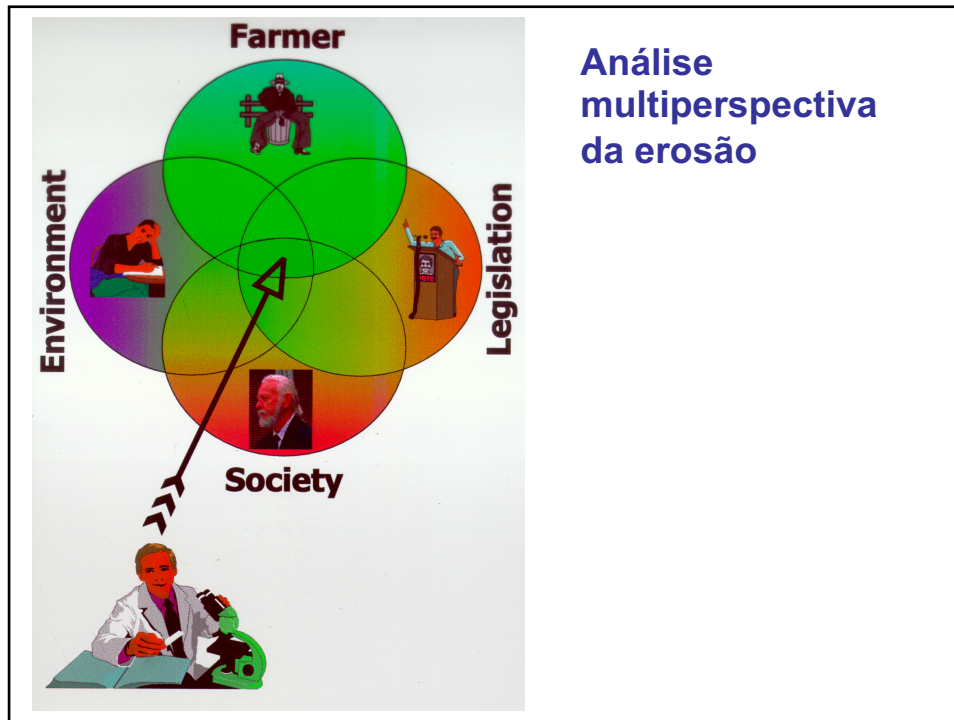 Farmer
Análise
multiperspectiva
da erosão
Environment
Legislation
Society